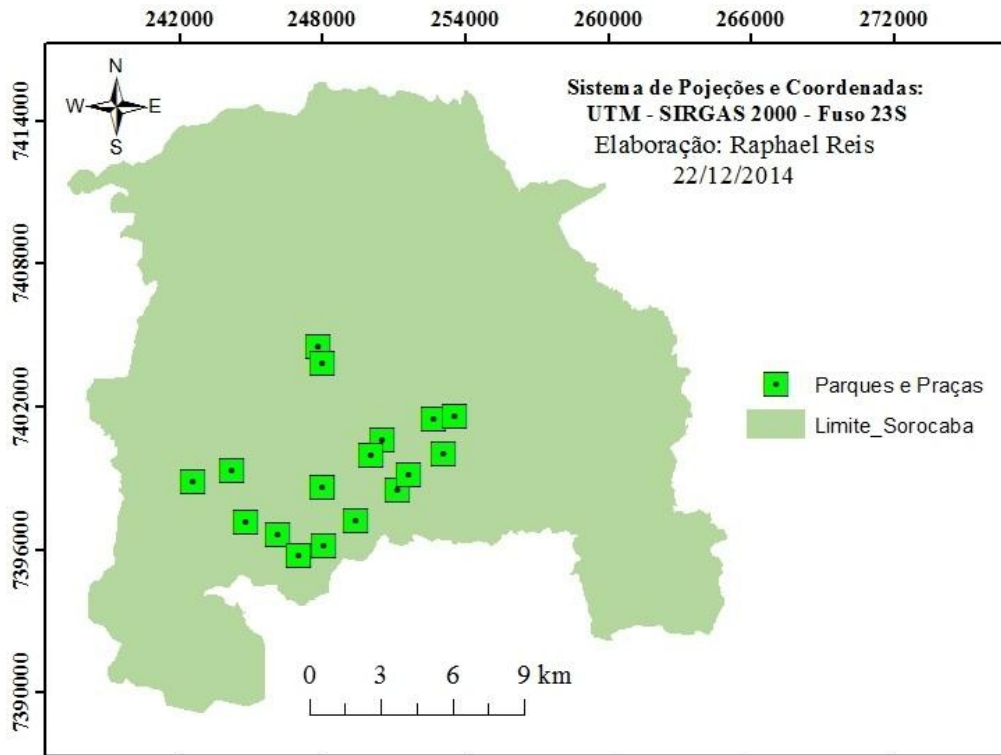 242000 248000 254000 260000 266000 272000
N
W E
S
Sistema de Pojeções e Coordenadas:
UTM - SIRGAS 2000 - Fuso 23S
Elaboração: Raphael Reis
22/12/2014
7414000
7408000
7402000
7396000
7390000
Parques e Praças
Limite_Sorocaba
0 3 6 9 km